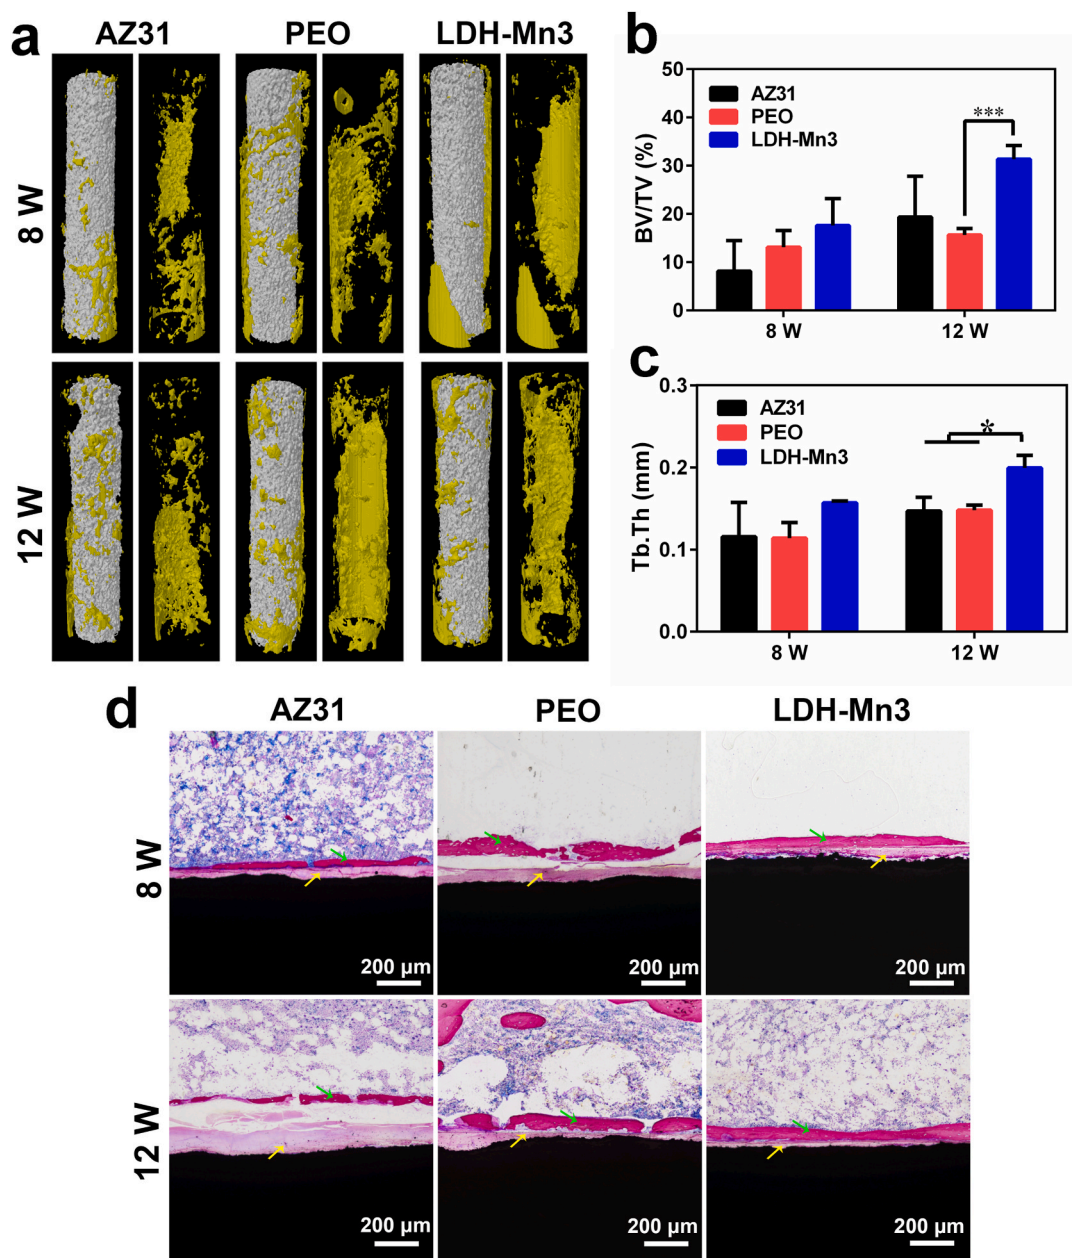 a
AZ31 PEO LDH-Mn3
8 W
12 W
b
50
40
30
20
10
0
BV/TV (%)
AZ31
PEO
LDH-Mn3
***
8 W 12 W
c
0.3
0.2
0.1
0.0
Tb.Th (mm)
AZ31
PEO
LDH-Mn3
*
8 W 12 W
d
AZ31 PEO LDH-Mn3
8 W
200 µm 200 µm 200 µm
12 W
200 µm 200 µm 200 µm